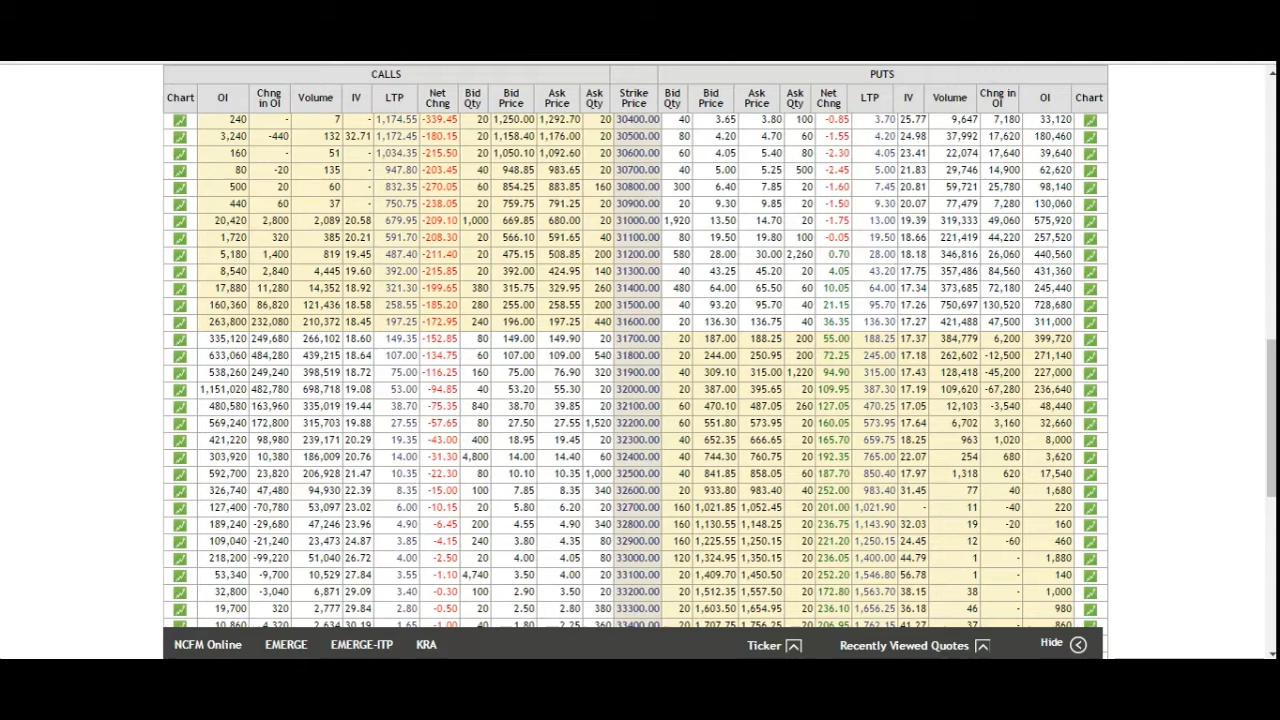 CALLS PUTS
Chart OI Chng in OI Volume IV LTP Net Chng Bid Qty Bid Price Ask Price Ask Qty Strike Price Bid Qty Bid Price Ask Price Ask Qty Net Chng LTP IV Volume Chng in OI OI Chart
240 - 7 - 1,174.55 -339.45 20 1,250.00 1,292.70 20 30400.00 40 3.65 3.80 100 -0.85 3.70 25.77 9,647 7,180 33,120
3,240 -440 132 32.71 1,172.45 -180.15 20 1,158.40 1,176.00 20 30500.00 80 4.20 4.70 60 -1.55 4.20 24.98 37,992 17,620 180,460
160 - 51 - 1,034.35 -215.50 20 1,050.10 1,092.60 20 30600.00 60 4.05 5.40 80 -2.30 4.05 23.41 22,074 17,640 39,640
80 -20 135 - 947.80 -203.45 40 948.85 983.65 20 30700.00 40 5.00 5.25 500 -2.45 5.00 21.83 29,746 14,900 62,620
500 20 60 - 832.35 -270.05 60 854.25 883.85 160 30800.00 300 6.40 7.85 20 -1.60 7.45 20.81 59,721 25,780 98,140
440 60 37 - 750.75 -238.05 20 759.75 791.25 20 30900.00 20 9.30 9.85 20 -1.50 9.30 20.07 77,479 7,280 130,060
20,420 2,800 2,089 20.58 679.95 -209.10 1,000 669.85 680.00 20 31000.00 1,920 13.50 14.70 20 -1.75 13.00 19.39 319,333 49,060 575,920
1,720 320 385 20.21 591.70 -208.30 20 566.10 591.65 40 31100.00 80 19.50 19.80 100 -0.05 19.50 18.66 221,419 44,220 257,520
5,180 1,400 819 19.45 487.40 -211.40 20 475.15 508.85 200 31200.00 580 28.00 30.00 2,260 0.70 28.00 18.18 346,816 26,060 440,560
8,540 2,840 4,445 19.60 392.00 -215.85 20 392.00 424.95 140 31300.00 40 43.25 45.20 20 4.05 43.20 17.75 357,486 84,560 431,360
17,880 11,280 14,352 18.92 321.30 -199.65 380 315.75 329.95 260 31400.00 480 64.00 65.50 60 10.05 64.00 17.34 373,685 72,180 245,440
160,360 86,820 121,436 18.58 258.55 -185.20 280 255.00 258.55 200 31500.00 40 93.20 95.70 40 21.15 95.70 17.26 750,697 130,520 728,680
263,800 232,080 210,372 18.45 197.25 -172.95 240 196.00 197.25 440 31600.00 20 136.30 136.75 40 36.35 136.30 17.27 421,488 47,500 311,000
335,120 249,680 266,102 18.60 149.35 -152.85 80 149.00 149.90 20 31700.00 20 187.00 188.25 200 55.00 188.25 17.37 384,779 6,200 399,720
633,060 484,280 439,215 18.64 107.00 -134.75 60 107.00 109.00 540 31800.00 20 244.00 250.95 200 72.25 245.00 17.18 262,602 -12,500 271,140
538,260 249,240 398,519 18.72 75.00 -116.25 160 75.00 76.90 320 31900.00 40 309.10 315.00 1,220 94.90 315.00 17.43 128,418 -45,200 227,000
1,151,020 482,780 698,718 19.08 53.00 -94.85 40 53.20 55.30 20 32000.00 20 387.00 395.65 20 109.95 387.30 17.19 109,620 -67,280 236,640
480,580 163,960 335,019 19.44 38.70 -75.35 840 38.70 39.85 20 32100.00 60 470.10 487.05 260 127.05 470.25 17.05 12,103 -3,540 48,440
569,240 172,800 315,703 19.88 27.55 -57.65 80 27.50 27.55 1,520 32200.00 60 551.80 573.95 20 160.05 573.95 17.64 6,702 3,160 32,660
421,220 98,980 239,171 20.29 19.35 -43.00 400 18.95 19.45 20 32300.00 40 652.35 666.65 20 165.70 659.75 18.25 963 1,020 8,000
303,920 10,380 186,009 20.76 14.00 -31.30 4,800 14.00 14.40 60 32400.00 40 744.30 760.75 20 192.35 765.00 22.07 254 680 3,620
592,700 23,820 206,928 21.47 10.35 -22.30 80 10.10 10.35 1,000 32500.00 40 841.85 858.05 60 187.70 850.40 17.97 1,318 620 17,540
326,740 47,480 94,930 22.39 8.35 -15.00 100 7.85 8.35 340 32600.00 20 933.80 983.40 20 252.00 983.40 31.45 77 40 1,680
127,400 -70,780 53,097 23.02 6.00 -10.15 20 5.80 6.20 20 32700.00 160 1,021.85 1,052.45 20 201.00 1,021.90 - 11 -40 220
189,240 -29,680 47,246 23.96 4.90 -6.45 200 4.55 4.90 340 32800.00 160 1,130.55 1,148.25 20 236.75 1,143.90 32.03 19 -20 160
109,040 -21,240 23,473 24.87 3.85 -4.15 240 3.80 4.35 80 32900.00 160 1,225.55 1,250.15 20 221.20 1,250.15 24.45 12 -60 460
218,200 -99,220 51,040 26.72 4.00 -2.50 20 4.00 4.05 80 33000.00 120 1,324.95 1,350.15 20 236.05 1,400.00 44.79 1 - 1,880
53,340 -9,700 10,529 27.84 3.55 -1.10 4,740 3.50 4.00 20 33100.00 20 1,409.70 1,450.50 20 252.20 1,546.80 56.78 1 - 140
32,800 -3,040 6,871 29.09 3.40 -0.30 100 2.90 3.50 20 33200.00 20 1,512.35 1,557.50 20 172.80 1,563.70 38.15 38 - 1,000
19,700 320 2,777 29.84 2.80 -0.50 20 2.50 2.80 380 33300.00 20 1,603.50 1,654.95 20 236.10 1,656.25 36.18 46 - 980
10,860 4,320 2,634 30.19 1.65 -1.00 40 1.80 2.25 360 33400.00 20 1,707.75 1,756.25 20 206.95 1,762.15 41.27 37 - 860
NCFM Online EMERGE EMERGE-ITP KRA Ticker Recently Viewed Quotes Hide